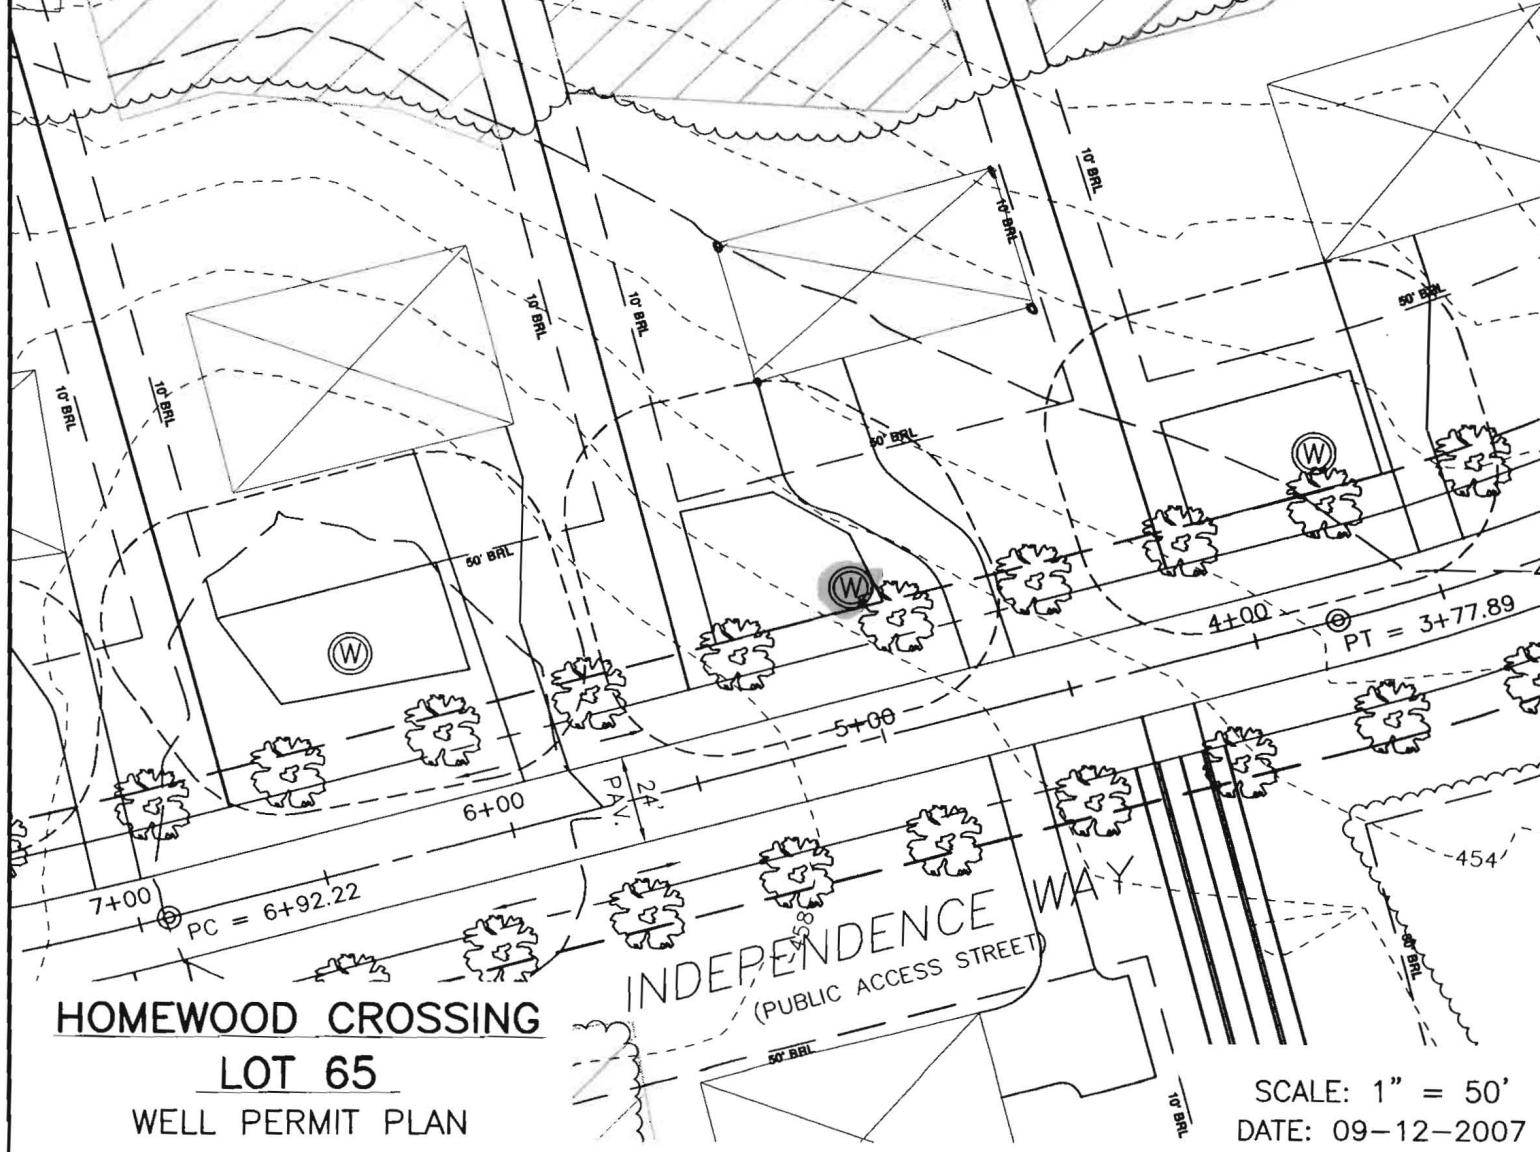 10' BRL
10' BRL
50' BRL
10' BRL
10' BRL
10' BRL
10' BRL
50' BRL
W
50' BRL
W
W
4+00
PT = 3+77.89
5+00
24'
PAV.
6+00
454'
7+00
PC = 6+92.22
458
INDEPENDENCE WAY
(PUBLIC ACCESS STREET)
50' BRL
50' BRL
10' BRL
HOMEWOOD CROSSING
LOT 65
WELL PERMIT PLAN
SCALE: 1" = 50'
DATE: 09-12-2007